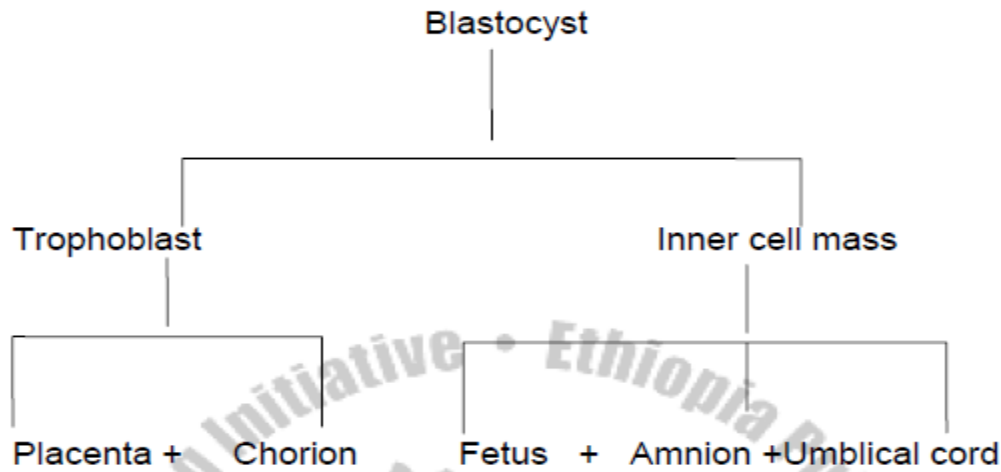 Blastocyst
Trophoblast Inner cell mass
Initiative • Ethiopia
Placenta + Chorion Fetus + Amnion +Umblical cord